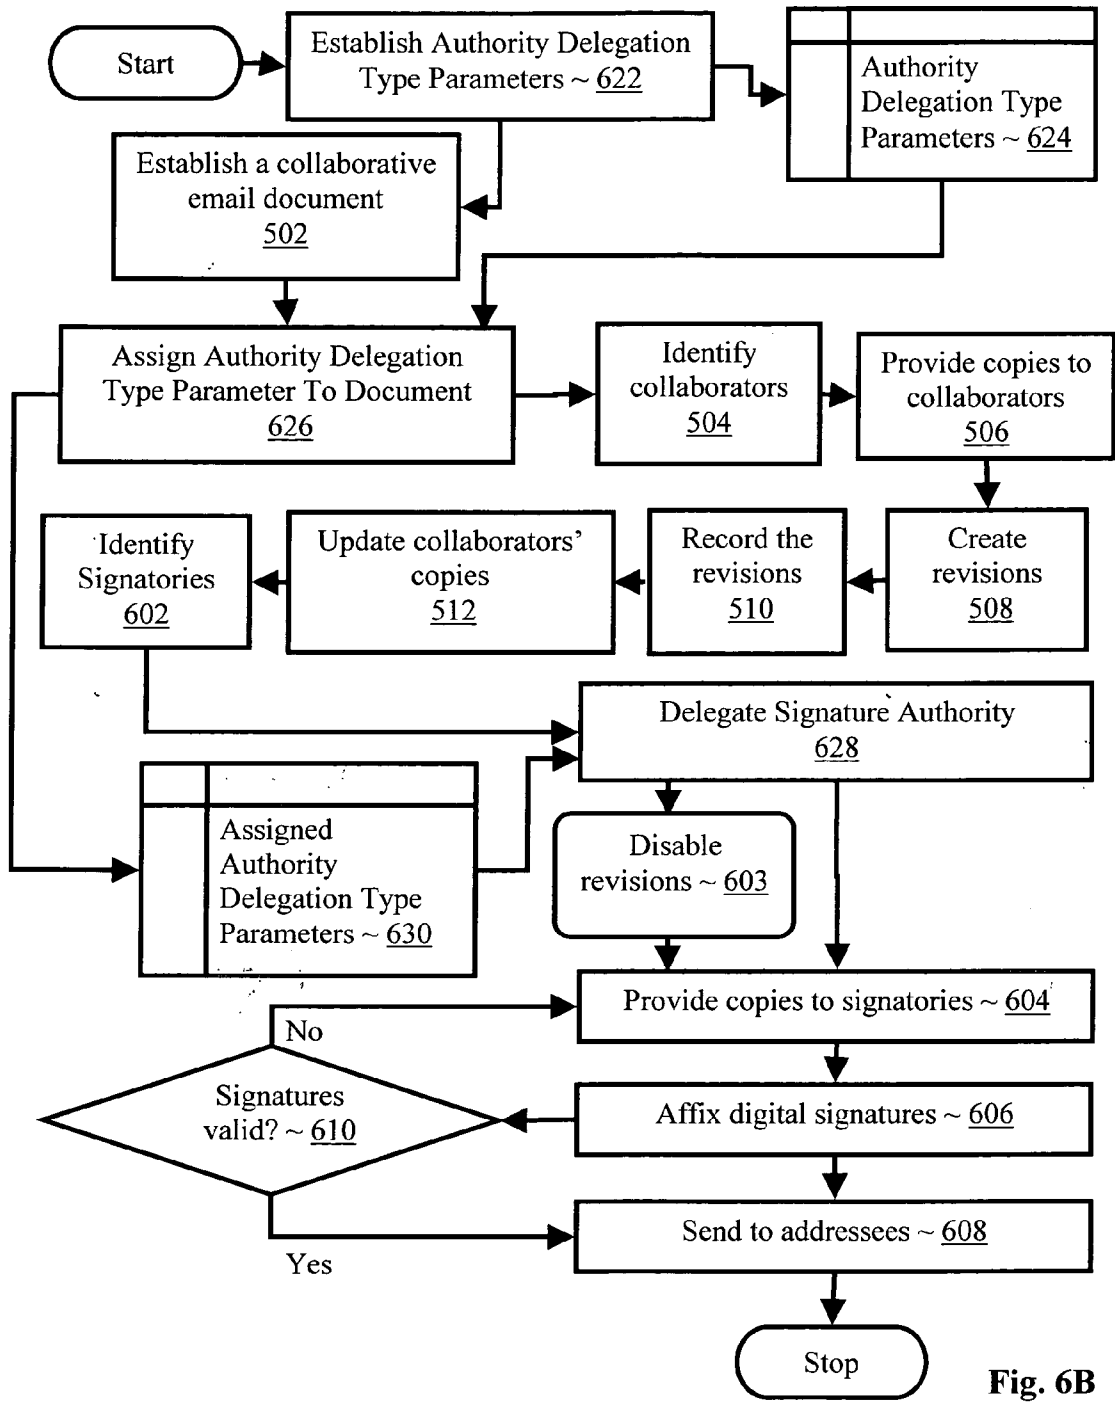 Start
Establish Authority Delegation
Type Parameters ~ 622
Authority
Delegation Type
Parameters ~ 624
Establish a collaborative
email document
502
Assign Authority Delegation
Type Parameter To Document
626
Identify
collaborators
504
Provide copies to
collaborators
506
Identify
Signatories
602
Update collaborators’
copies
512
Record the
revisions
510
Create
revisions
508
Delegate Signature Authority
628
Assigned
Authority
Delegation Type
Parameters ~ 630
Disable
revisions ~ 603
Provide copies to signatories ~ 604
No
Signatures
valid? ~ 610
Affix digital signatures ~ 606
Yes
Send to addressees ~ 608
Stop
Fig. 6B